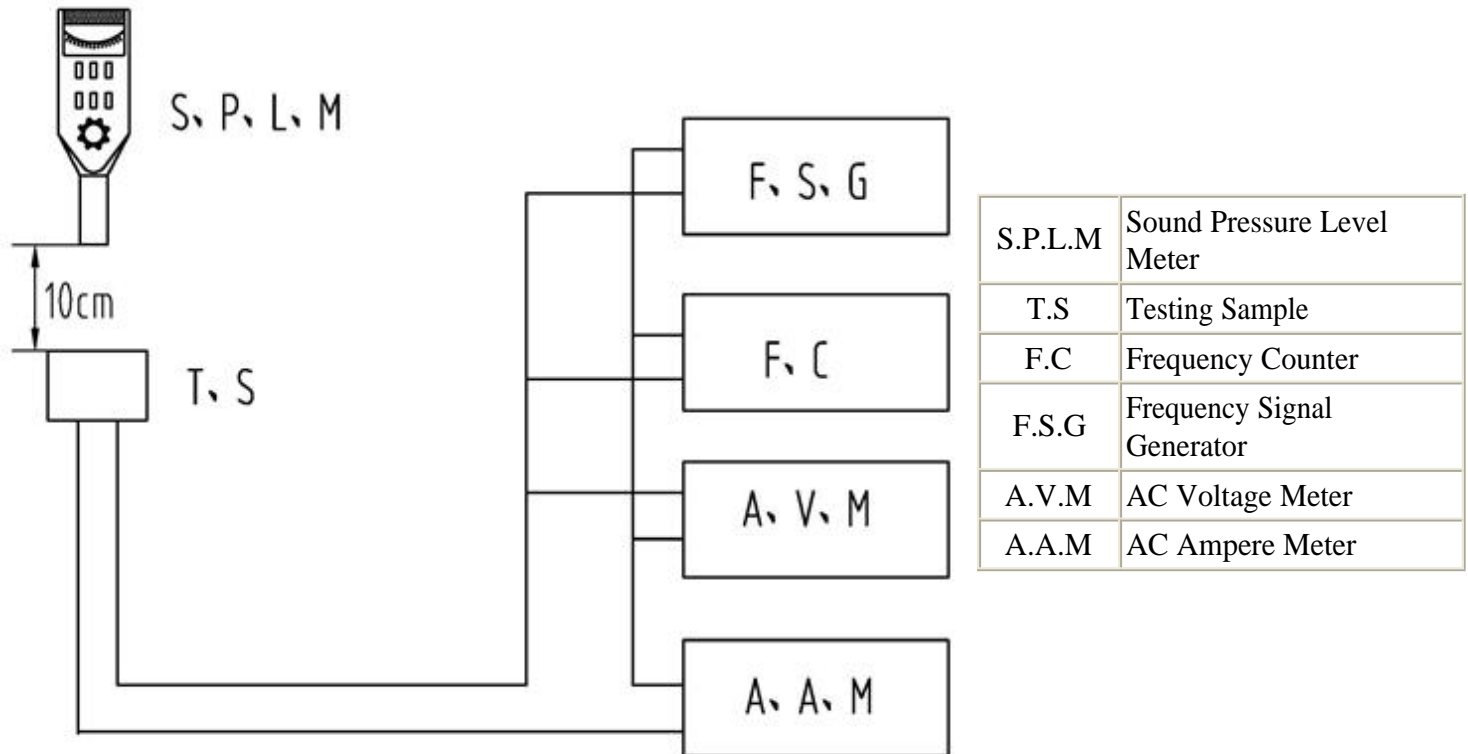 S、P、L、M
10cm
T、S
F、S、G
F、C
A、V、M
A、A、M
S.P.L.M Sound Pressure Level
Meter
T.S Testing Sample
F.C Frequency Counter
F.S.G Frequency Signal
Generator
A.V.M AC Voltage Meter
A.A.M AC Ampere Meter